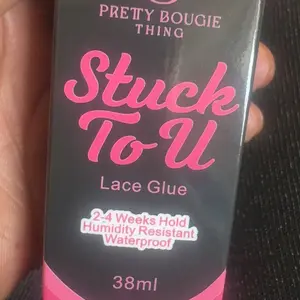 PRETTY BOUGIE
THING
Stuck
To U
Lace Glue
2-4 Weeks Hold
Humidity Resistant
Waterproof
38ml